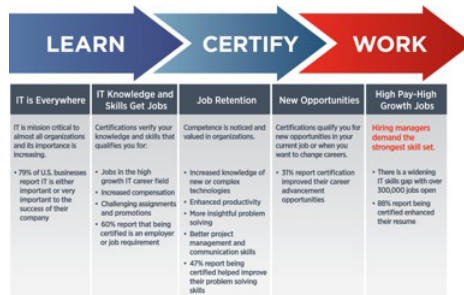 LEARN
CERTIFY
WORK
IT is Everywhere
IT is mission critical to
almost all organizations
and its importance is
increasing.
• 79% of U.S. businesses
report IT is either
important or very
important to the
success of their
company
IT Knowledge and
Skills Get Jobs
Certifications verify your
knowledge and skills that
qualifies you for:
• Jobs in the high
growth IT career field
• Increased compensation
• Challenging assignments
and promotions
• 60% report that being
certified is an employer
or job requirement
Job Retention
Competence is noticed and
valued in organizations.
• Increased knowledge of
new or complex
technologies
• Enhanced productivity
• More insightful problem
solving
• Better project
management and
communication skills
• 47% report being
certified helped improve
their problem solving
skills
New Opportunities
Certifications qualify you for
new opportunities in your
current job or when you
want to change careers.
• 31% report certification
improved their career
advancement
opportunities
High Pay-High
Growth Jobs
Hiring managers
demand the
strongest skill set.
• There is a widening
IT skills gap with over
300,000 jobs open
• 88% report being
certified enhanced
their resume